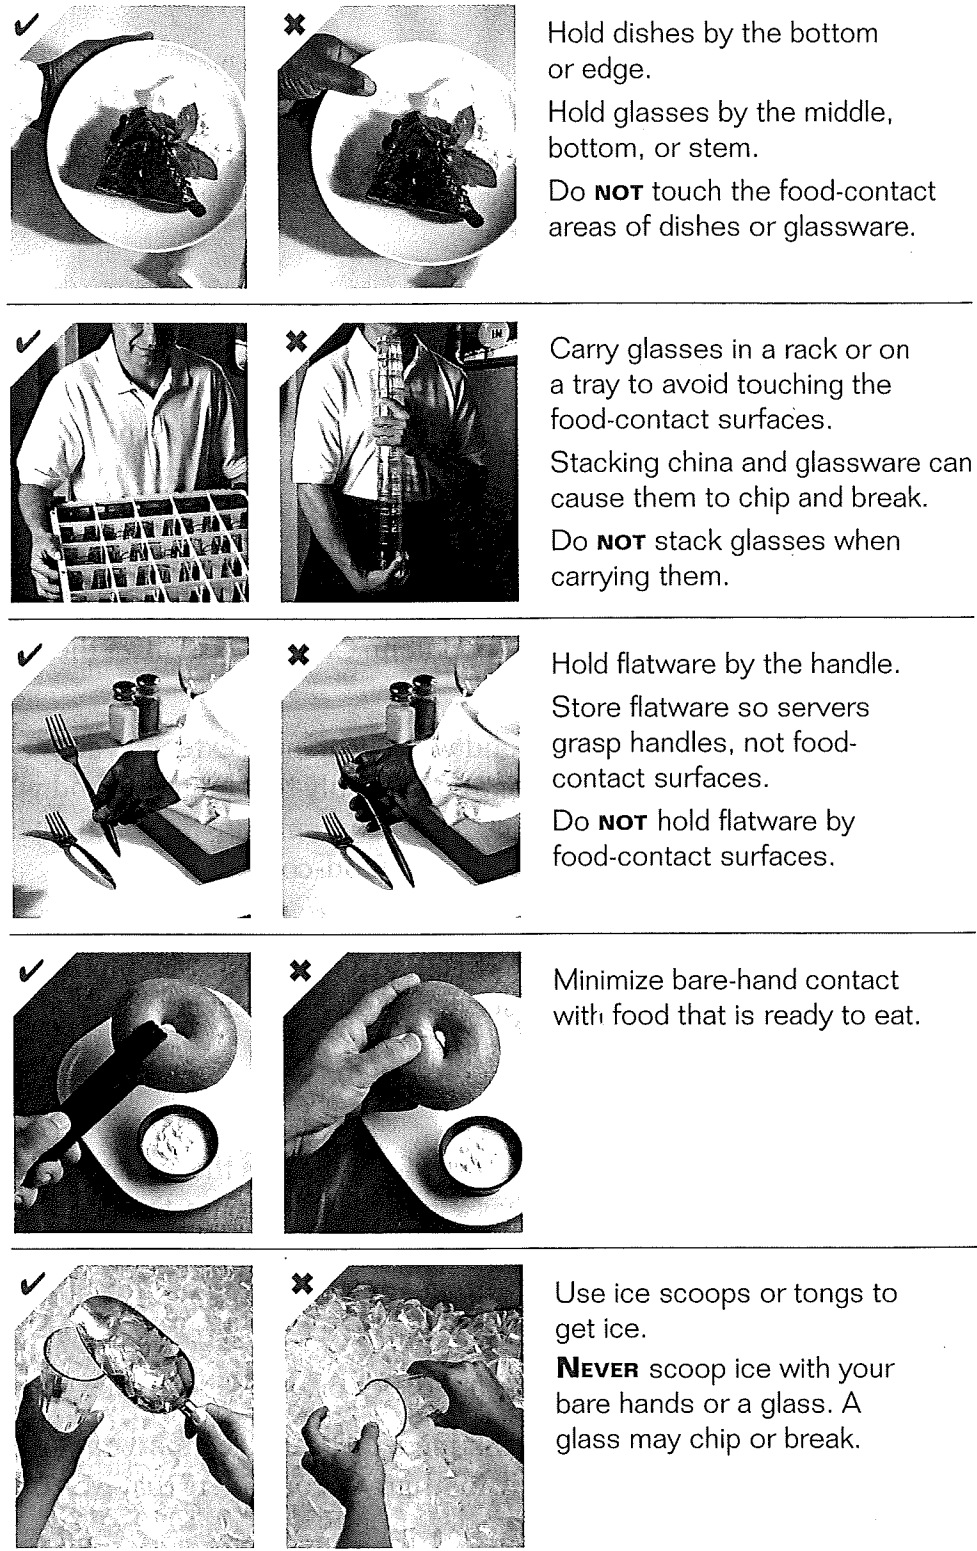 Hold dishes by the bottom
or edge.
Hold glasses by the middle,
bottom, or stem.
Do NOT touch the food-contact
areas of dishes or glassware.
IN
Carry glasses in a rack or on
a tray to avoid touching the
food-contact surfaces.
Stacking china and glassware can
cause them to chip and break.
Do NOT stack glasses when
carrying them.
Hold flatware by the handle.
Store flatware so servers
grasp handles, not food-
contact surfaces.
Do NOT hold flatware by
food-contact surfaces.
Minimize bare-hand contact
with food that is ready to eat.
Use ice scoops or tongs to
get ice.
NEVER scoop ice with your
bare hands or a glass. A
glass may chip or break.